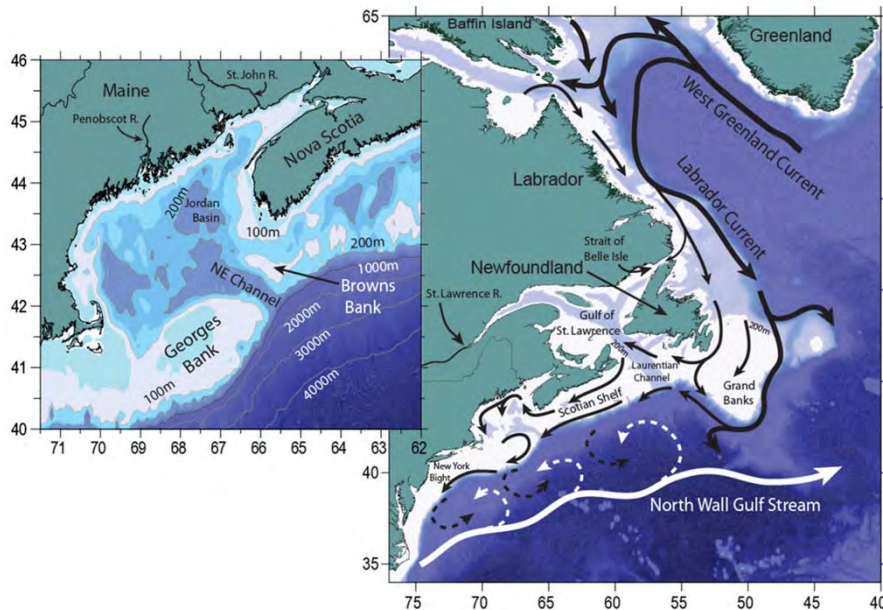 46
45
44
43
42
41
40
71
70
69
68
67
66
65
64
63
62
Maine
St. John R.
Penobscot R.
Nova Scotia
200m
Jordan
Basin
100m
200m
NE Channel
1000m
Browns
Bank
2000m
3000m
4000m
Georges
Bank
100m
65
60
55
50
45
40
35
75
70
65
60
55
50
45
40
Baffin Island
Greenland
West Greenland Current
Labrador
Labrador Current
Strait of
Belle Isle
Newfoundland
St. Lawrence R.
Gulf of
St. Lawrence
200m
200m
Laurentian
Channel
Grand
Banks
Scotian Shelf
New York
Bight
North Wall Gulf Stream